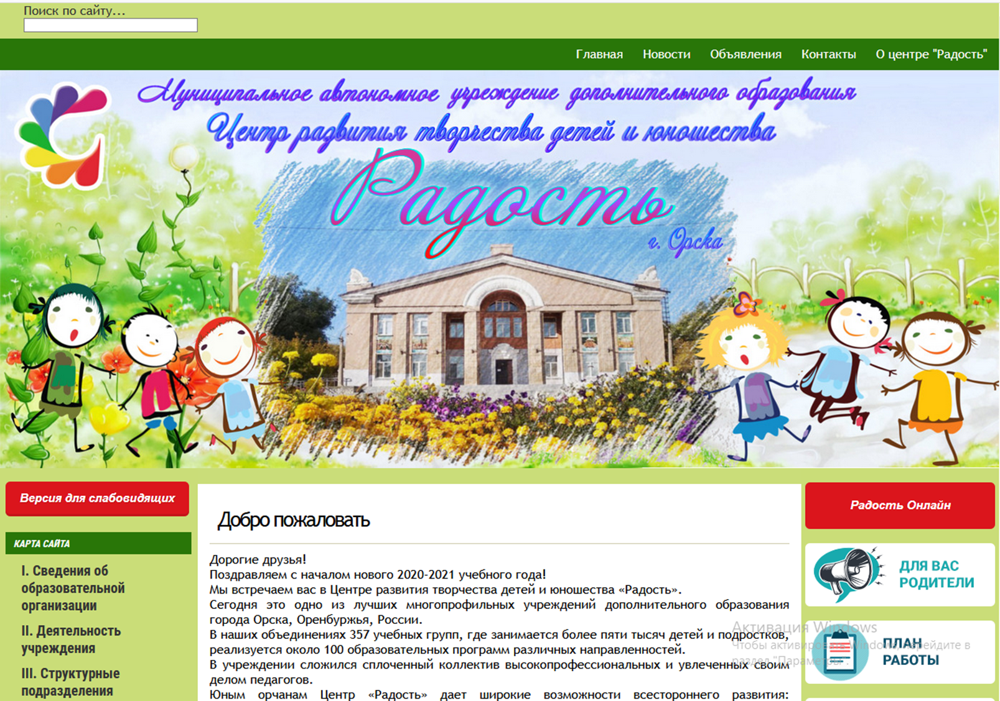 Поиск по сайту...
Главная Новости Объявления Контакты О центре "Радость"
Муниципальное автономное учреждение дополнительного образования
Центр развития творчества детей и юношества
Радость
г. Орска
Версия для слабовидящих
КАРТА САЙТА
I. Сведения об
образовательной
организации
II. Деятельность
учреждения
III. Структурные
подразделения
Добро пожаловать
Дорогие друзья!
Поздравляем с началом нового 2020-2021 учебного года!
Мы встречаем вас в Центре развития творчества детей и юношества «Радость».
Сегодня это одно из лучших многопрофильных учреждений дополнительного образования
города Орска, Оренбуржья, России.
В наших объединениях 357 учебных групп, где занимается более пяти тысяч детей и подростков,
реализуется около 100 образовательных программ различных направленностей.
В учреждении сложился сплоченный коллектив высокопрофессиональных и увлеченных своим
делом педагогов.
Юным орчанам Центр «Радость» дает широкие возможности всестороннего развития:
Радость Онлайн
ДЛЯ ВАС
РОДИТЕЛИ
ПЛАН
РАБОТЫ
Активация Windows
Чтобы активировать Windows, перейдите в
раздел "Параметры".